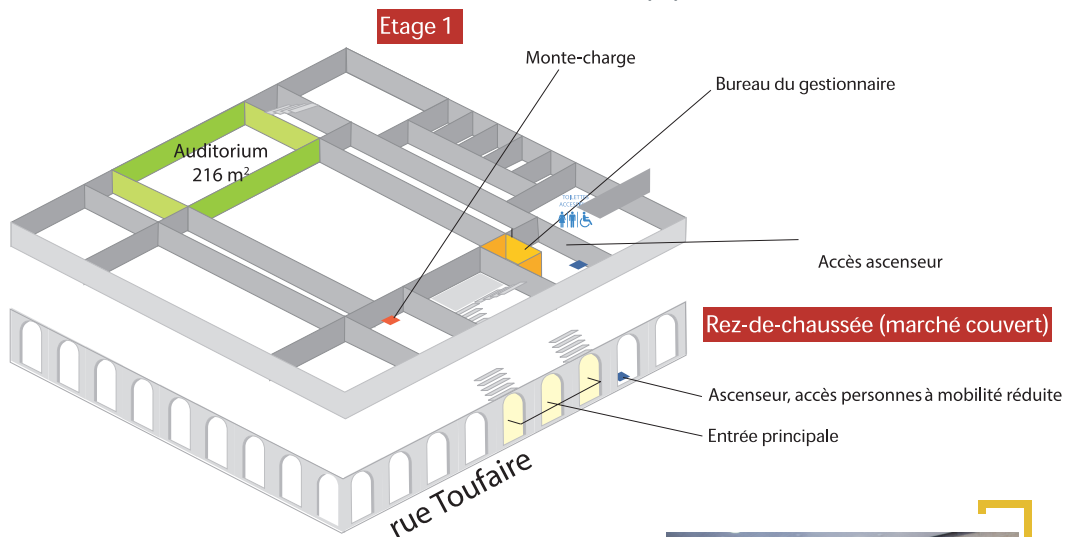 Etage 1
Monte-charge
Bureau du gestionnaire
Auditorium
216 m²
TOILETTES
Accès ascenseur
Rez-de-chaussée (marché couvert)
Ascenseur, accès personnes à mobilité réduite
Entrée principale
rue Toufaire